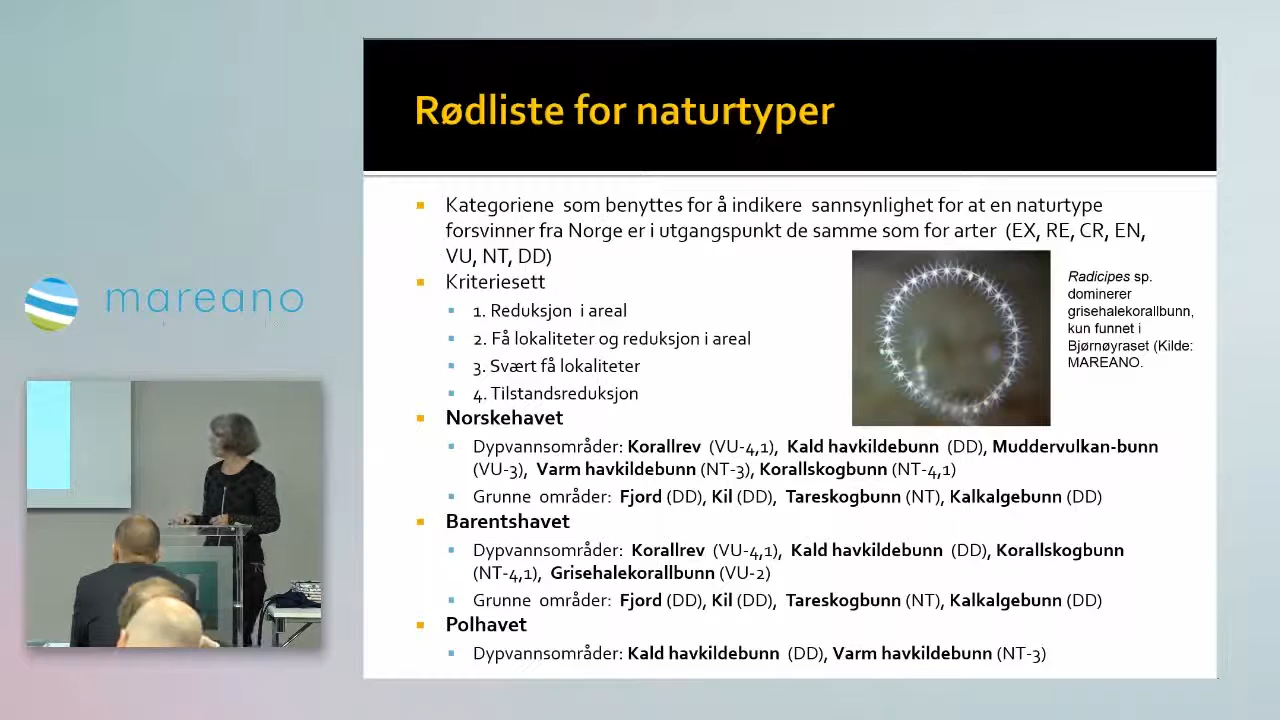 Rødliste for naturtyper
Kategoriene som benyttes for å indikere sannsynlighet for at en naturtype
forsvinner fra Norge er i utgangspunkt de samme som for arter (EX, RE, CR, EN,
VU, NT, DD)
Kriteriesett
1. Reduksjon i areal
2. Få lokaliteter og reduksjon i areal
3. Svært få lokaliteter
4. Tilstandsreduksjon
Radicipes sp.
dominerer
grisehalekorallbunn,
kun funnet i
Bjørnøyraset (Kilde:
MAREANO.
Norskehavet
Dypvannsområder: Korallrev (VU-4,1), Kald havkildebunn (DD), Muddervulkan-bunn
(VU-3), Varm havkildebunn (NT-3), Korallskogbunn (NT-4,1)
Grunne områder: Fjord (DD), Kil (DD), Tareskogbunn (NT), Kalkalgebunn (DD)
Barentshavet
Dypvannsområder: Korallrev (VU-4,1), Kald havkildebunn (DD), Korallskogbunn
(NT-4,1), Grisehalekorallbunn (VU-2)
Grunne områder: Fjord (DD), Kil (DD), Tareskogbunn (NT), Kalkalgebunn (DD)
Polhavet
Dypvannsområder: Kald havkildebunn (DD), Varm havkildebunn (NT-3)
mareano